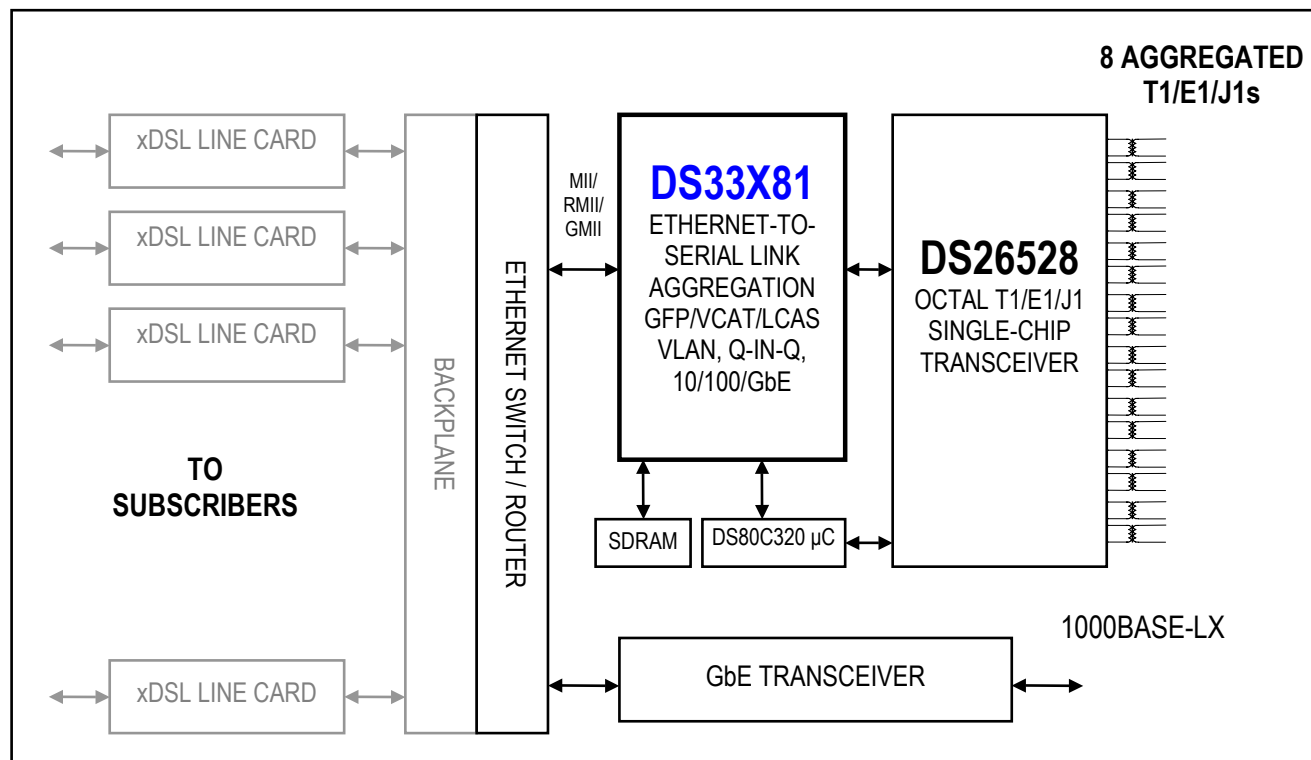 8 AGGREGATED
T1/E1/J1s
xDSL LINE CARD
xDSL LINE CARD
xDSL LINE CARD
xDSL LINE CARD
TO
SUBSCRIBERS
BACKPLANE
ETHERNET SWITCH / ROUTER
MII/
RMII/
GMII
DS33X81
ETHERNET-TO-
SERIAL LINK
AGGREGATION
GFP/VCAT/LCAS
VLAN, Q-IN-Q,
10/100/GbE
SDRAM
DS80C320 µC
DS26528
OCTAL T1/E1/J1
SINGLE-CHIP
TRANSCEIVER
GbE TRANSCEIVER
1000BASE-LX